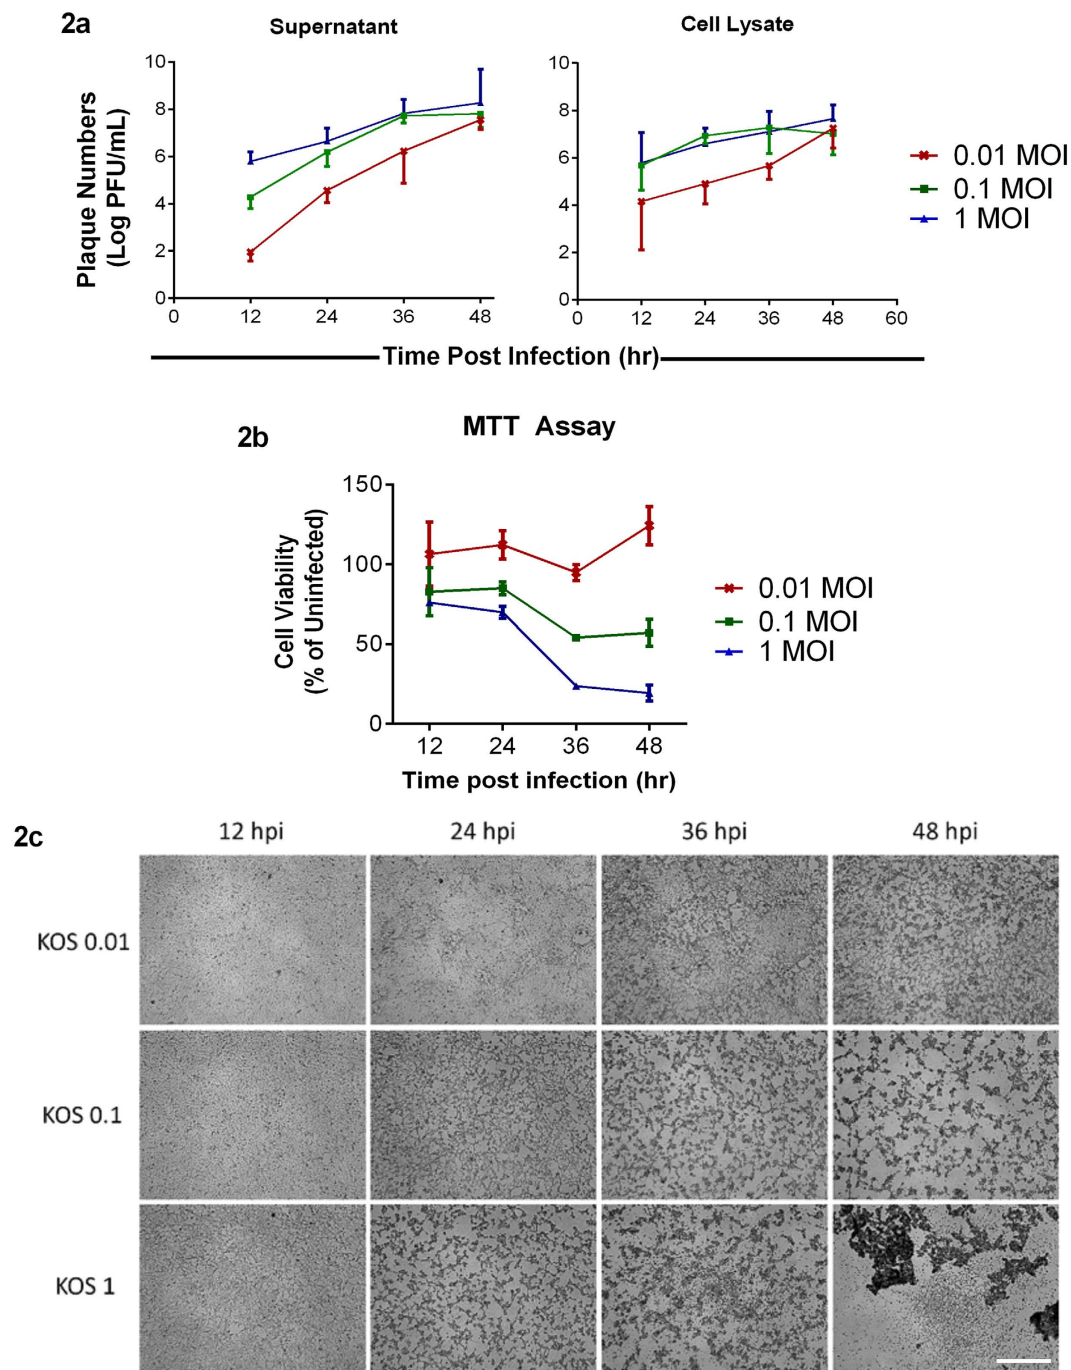 2a
Supernatant
Cell Lysate
Plaque Numbers
(Log PFU/mL)
10
8
6
4
2
0
0 12 24 36 48
10
8
6
4
2
0
0 12 24 36 48 60
0.01 MOI
0.1 MOI
1 MOI
Time Post Infection (hr)
2b
MTT Assay
Cell Viability
(% of Uninfected)
150
100
50
0
12 24 36 48
Time post infection (hr)
0.01 MOI
0.1 MOI
1 MOI
2c
12 hpi 24 hpi 36 hpi 48 hpi
KOS 0.01
KOS 0.1
KOS 1